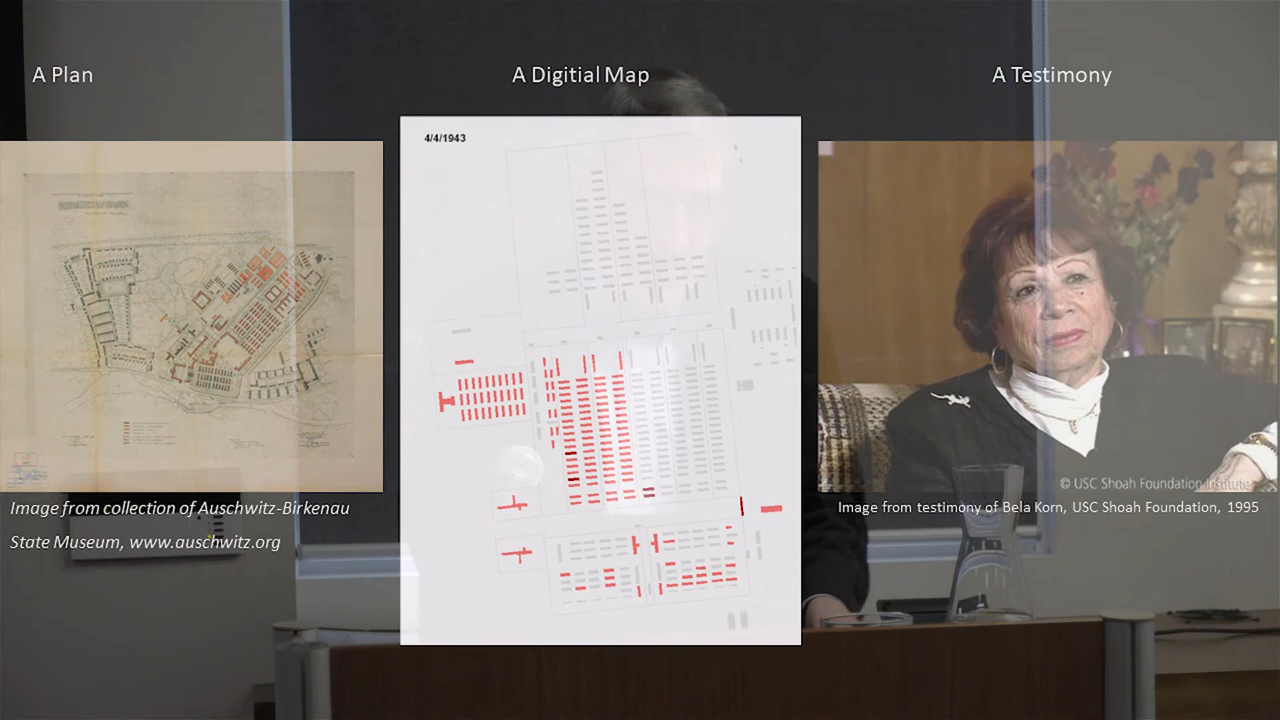 A Plan
A Digitial Map
A Testimony
4/4/1943
© USC Shoah Foundation Institute
Image from collection of Auschwitz-Birkenau
State Museum, www.auschwitz.org
Image from testimony of Bela Korn, USC Shoah Foundation, 1995